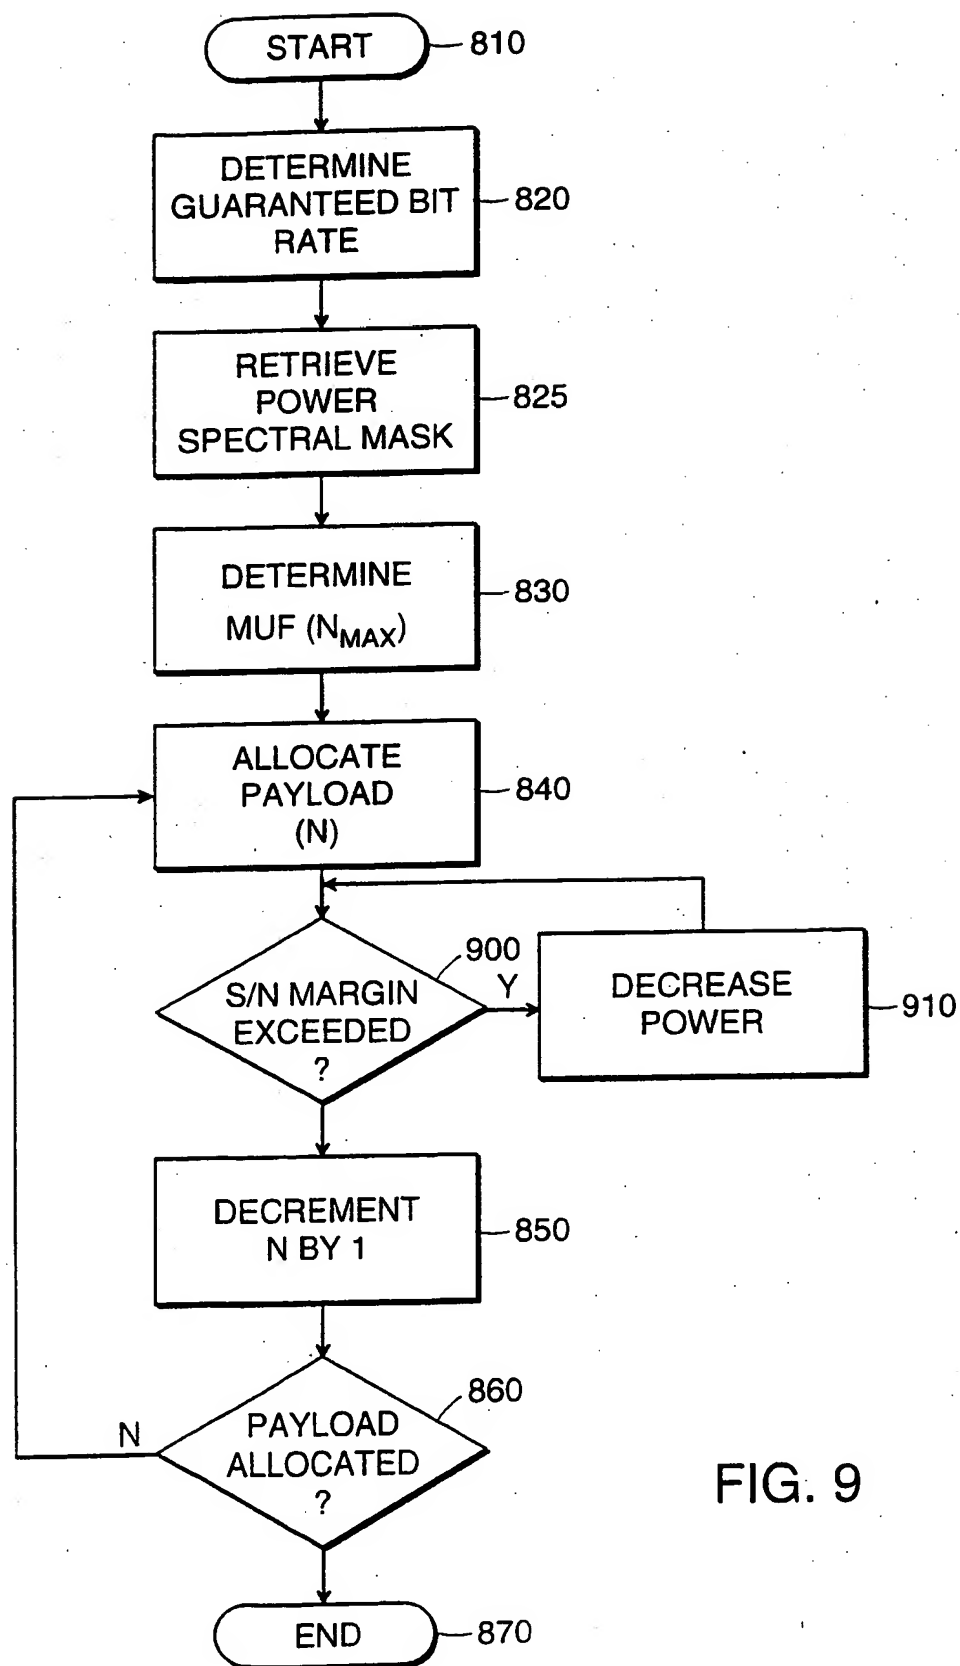 START
810
DETERMINE
GUARANTEED BIT
RATE
820
RETRIEVE
POWER
SPECTRAL MASK
825
DETERMINE
MUF (NMAX)
830
ALLOCATE
PAYLOAD
(N)
840
900
S/N MARGIN
EXCEEDED
?
Y
DECREASE
POWER
910
DECREMENT
N BY 1
850
860
N
PAYLOAD
ALLOCATED
?
FIG. 9
END
870